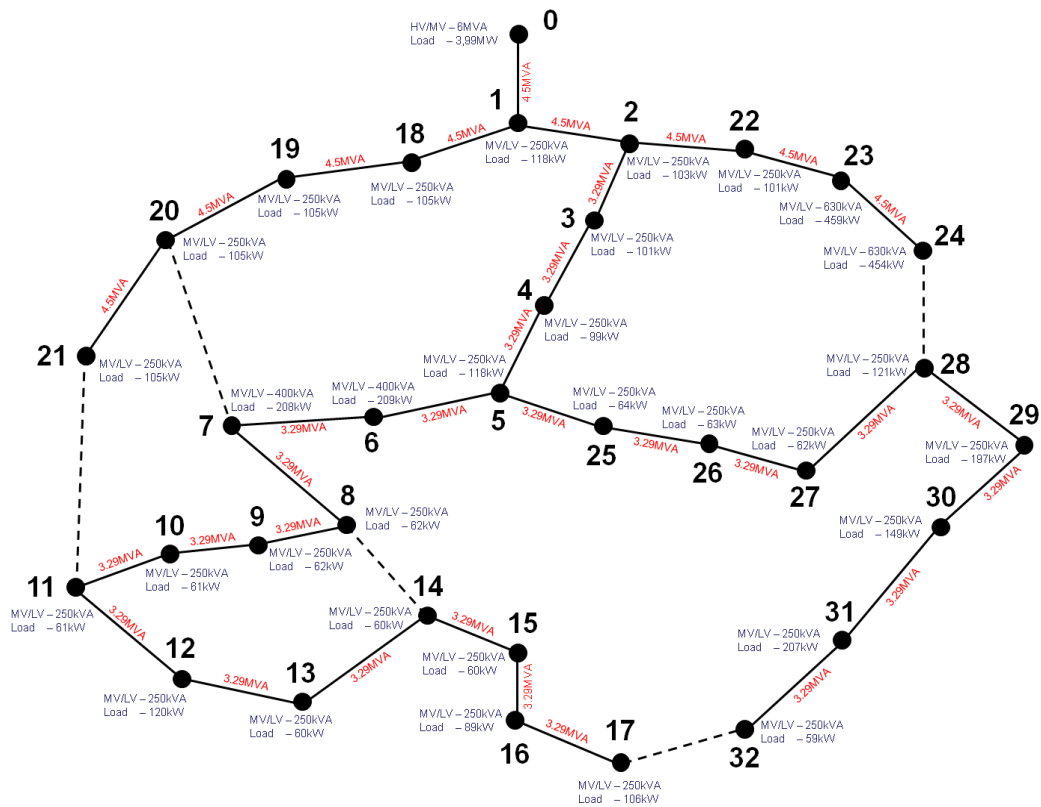 0
HV/MV – 6MVA
Load – 3,99MW
4.5MVA
1
MV/LV – 250kVA
Load – 118kW
4.5MVA
2
MV/LV – 250kVA
Load – 103kW
4.5MVA
22
MV/LV – 250kVA
Load – 101kW
4.5MVA
23
MV/LV – 630kVA
Load – 459kW
4.5MVA
24
MV/LV – 630kVA
Load – 454kW
4.5MVA
18
MV/LV – 250kVA
Load – 105kW
4.5MVA
19
MV/LV – 250kVA
Load – 105kW
4.5MVA
20
MV/LV – 250kVA
Load – 105kW
4.5MVA
21
MV/LV – 250kVA
Load – 105kW
3.29MVA
3
MV/LV – 250kVA
Load – 101kW
3.29MVA
4
MV/LV – 250kVA
Load – 99kW
3.29MVA
5
MV/LV – 250kVA
Load – 118kW
3.29MVA
6
MV/LV – 400kVA
Load – 209kW
3.29MVA
7
MV/LV – 400kVA
Load – 208kW
3.29MVA
25
MV/LV – 250kVA
Load – 64kW
3.29MVA
26
MV/LV – 250kVA
Load – 63kW
3.29MVA
27
MV/LV – 250kVA
Load – 62kW
3.29MVA
28
MV/LV – 250kVA
Load – 121kW
3.29MVA
29
MV/LV – 250kVA
Load – 197kW
3.29MVA
30
MV/LV – 250kVA
Load – 149kW
3.29MVA
31
MV/LV – 250kVA
Load – 207kW
3.29MVA
32
MV/LV – 250kVA
Load – 59kW
3.29MVA
8
MV/LV – 250kVA
Load – 62kW
3.29MVA
9
MV/LV – 250kVA
Load – 62kW
3.29MVA
10
MV/LV – 250kVA
Load – 61kW
3.29MVA
11
MV/LV – 250kVA
Load – 61kW
3.29MVA
12
MV/LV – 250kVA
Load – 120kW
3.29MVA
13
MV/LV – 250kVA
Load – 60kW
3.29MVA
14
MV/LV – 250kVA
Load – 60kW
3.29MVA
15
MV/LV – 250kVA
Load – 60kW
3.29MVA
16
MV/LV – 250kVA
Load – 89kW
3.29MVA
17
MV/LV – 250kVA
Load – 106kW